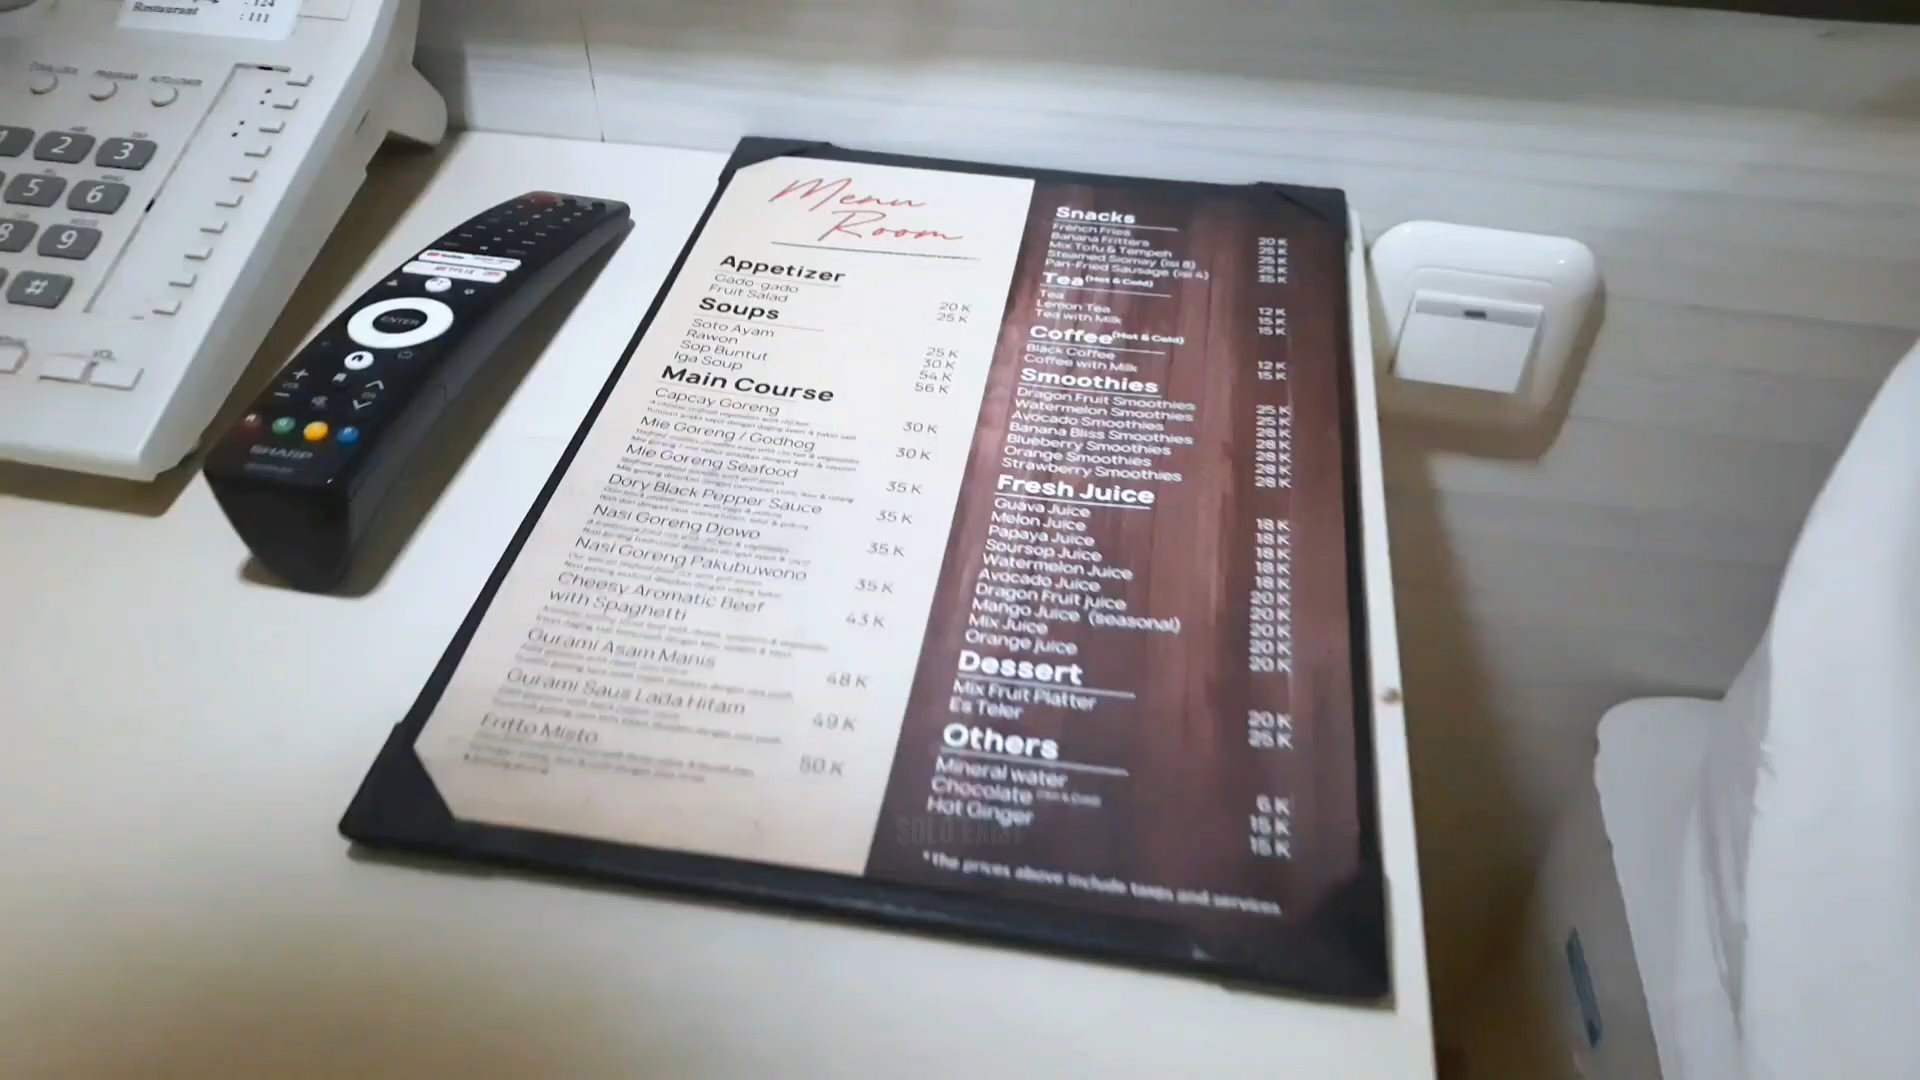 : 124
Restaurant : 111
PROGRAM
2
3
5
6
8
9
#
VOL
NETFLIX
ENTER
SHARP
Menu
Room
Appetizer
Gado-gado 20 K
Fruit Salad 25 K
Soups
Soto Ayam 25 K
Rawon 30 K
Sop Buntut 54 K
Iga Soup 56 K
Main Course
Capcay Goreng 30 K
Mie Goreng / Godhog 30 K
Mie Goreng Seafood 35 K
Dory Black Pepper Sauce 35 K
Nasi Goreng Djowo 35 K
Nasi Goreng Pakubuwono 35 K
Cheesy Aromatic Beef
with Spaghetti 43 K
Gurami Asam Manis 48 K
Gurami Saus Lada Hitam 49 K
Fritto Misto 50 K
Snacks
French Fries 20 K
Banana Fritters 25 K
Mix Tofu & Tempeh 25 K
Steamed Siomay (isi 8) 25 K
Pan-Fried Sausage (isi 4) 35 K
Tea (Hot & Cold)
Tea 12 K
Lemon Tea 15 K
Tea with Milk 15 K
Coffee (Hot & Cold)
Black Coffee 12 K
Coffee with Milk 15 K
Smoothies
Dragon Fruit Smoothies 25 K
Watermelon Smoothies 25 K
Avocado Smoothies 28 K
Banana Bliss Smoothies 28 K
Blueberry Smoothies 28 K
Orange Smoothies 28 K
Strawberry Smoothies 28 K
Fresh Juice
Guava Juice 18 K
Melon Juice 18 K
Papaya Juice 18 K
Soursop Juice 18 K
Watermelon Juice 18 K
Avocado Juice 20 K
Dragon Fruit juice 20 K
Mango Juice (seasonal) 20 K
Mix Juice 20 K
Orange juice 20 K
Dessert
Mix Fruit Platter 20 K
Es Teler 25 K
Others
Mineral water 6 K
Chocolate 15 K
Hot Ginger 15 K
SOLO EXIST
*The prices above include taxes and services